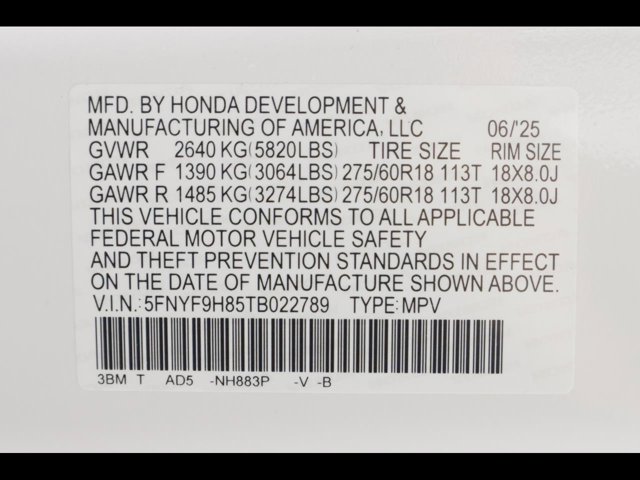 MFD. BY HONDA DEVELOPMENT &
MANUFACTURING OF AMERICA, LLC 06/'25
GVWR 2640 KG(5820LBS) TIRE SIZE RIM SIZE
GAWR F 1390 KG(3064LBS) 275/60R18 113T 18X8.0J
GAWR R 1485 KG(3274LBS) 275/60R18 113T 18X8.0J
THIS VEHICLE CONFORMS TO ALL APPLICABLE
FEDERAL MOTOR VEHICLE SAFETY
AND THEFT PREVENTION STANDARDS IN EFFECT
ON THE DATE OF MANUFACTURE SHOWN ABOVE.
V.I.N.:5FNYF9H85TB022789 TYPE:MPV
3BM T AD5 -NH883P -V -B